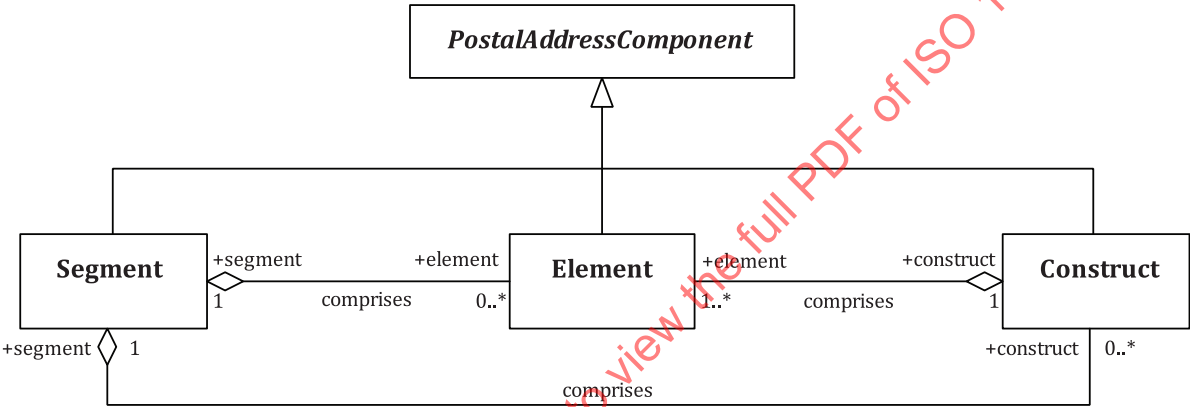 PostalAddressComponent
Segment
+segment
+element
Element
+element
+construct
Construct
1
comprises
0..*
1..*
comprises
1
+segment
1
+construct
0..*
comprises
to view the full PDF of ISO